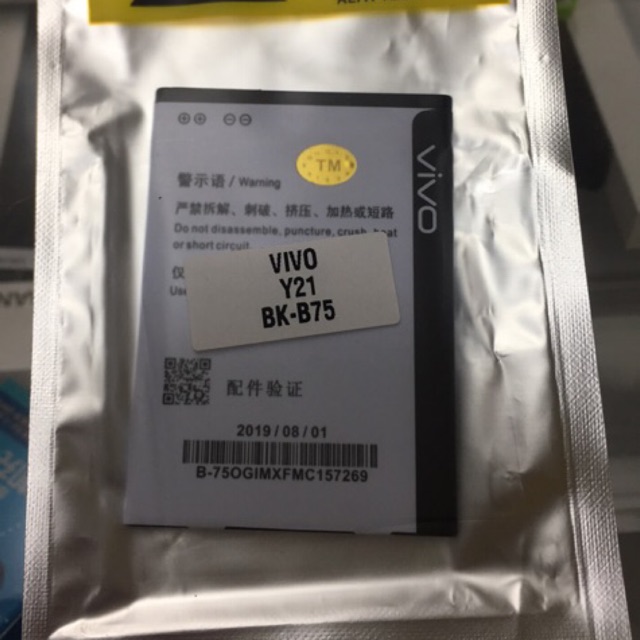 TM
vivo
警示语 / Warning
严禁拆解、刺破、挤压、加热或短路
Do not disassemble, puncture, crush, heat
or short circuit.
仅
Use
VIVO
Y21
BK-B75
配件验证
2019/08/01
B-75OGIMXFMC157269